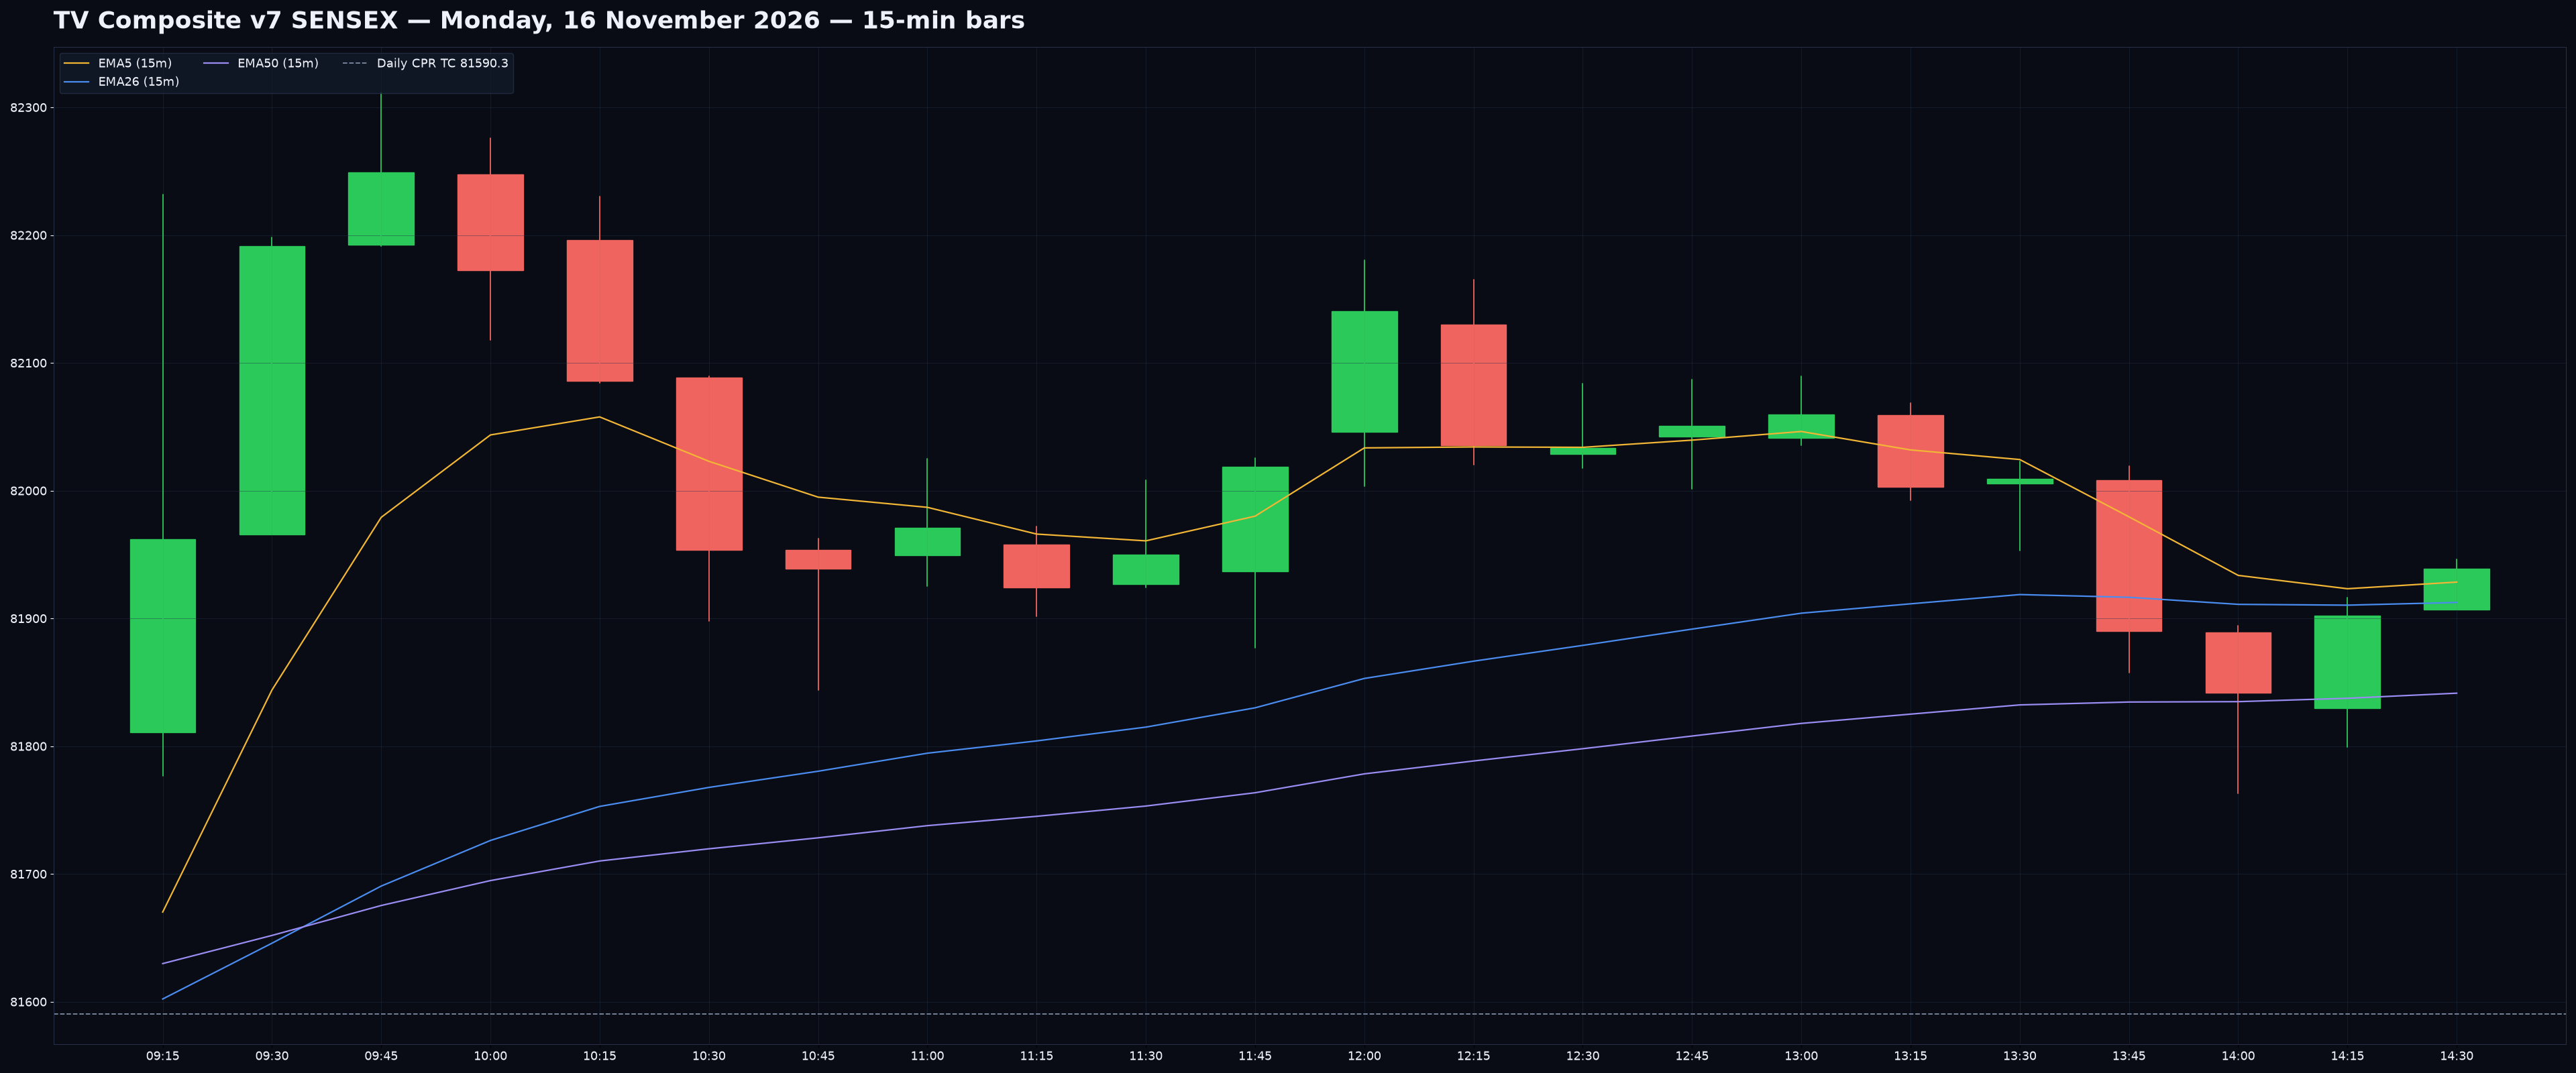 TV Composite v7 SENSEX — Monday, 16 November 2026 — 15-min bars
EMA5 (15m) EMA50 (15m) Daily CPR TC 81590.3
EMA26 (15m)
82300
82200
82100
82000
81900
81800
81700
81600
09:15 09:30 09:45 10:00 10:15 10:30 10:45 11:00 11:15 11:30 11:45 12:00 12:15 12:30 12:45 13:00 13:15 13:30 13:45 14:00 14:15 14:30